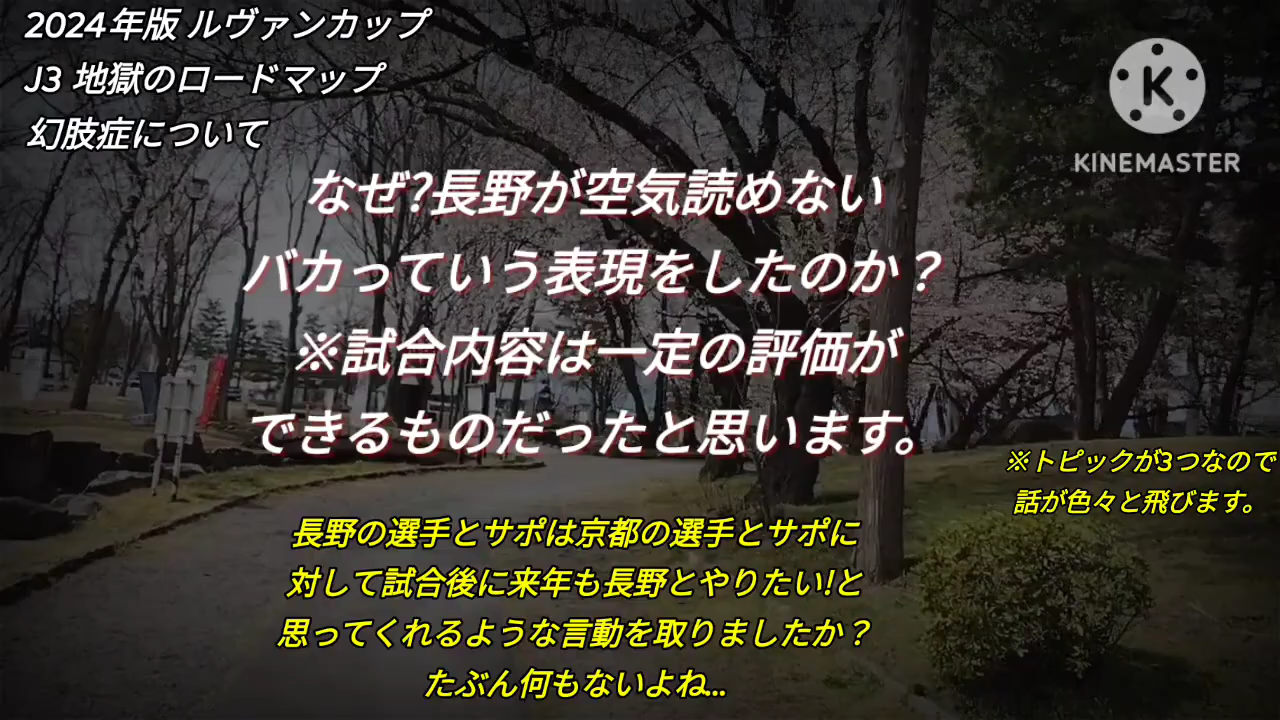 2024年版 ルヴァンカップ
J3 地獄のロードマップ
幻肢症について
KINEMASTER
なぜ?長野が空気読めない
バカっていう表現をしたのか？
※試合内容は一定の評価が
できるものだったと思います。
※トピックが3つなので
話が色々と飛びます。
長野の選手とサポは京都の選手とサポに
対して試合後に来年も長野とやりたい!と
思ってくれるような言動を取りましたか？
たぶん何もないよね...